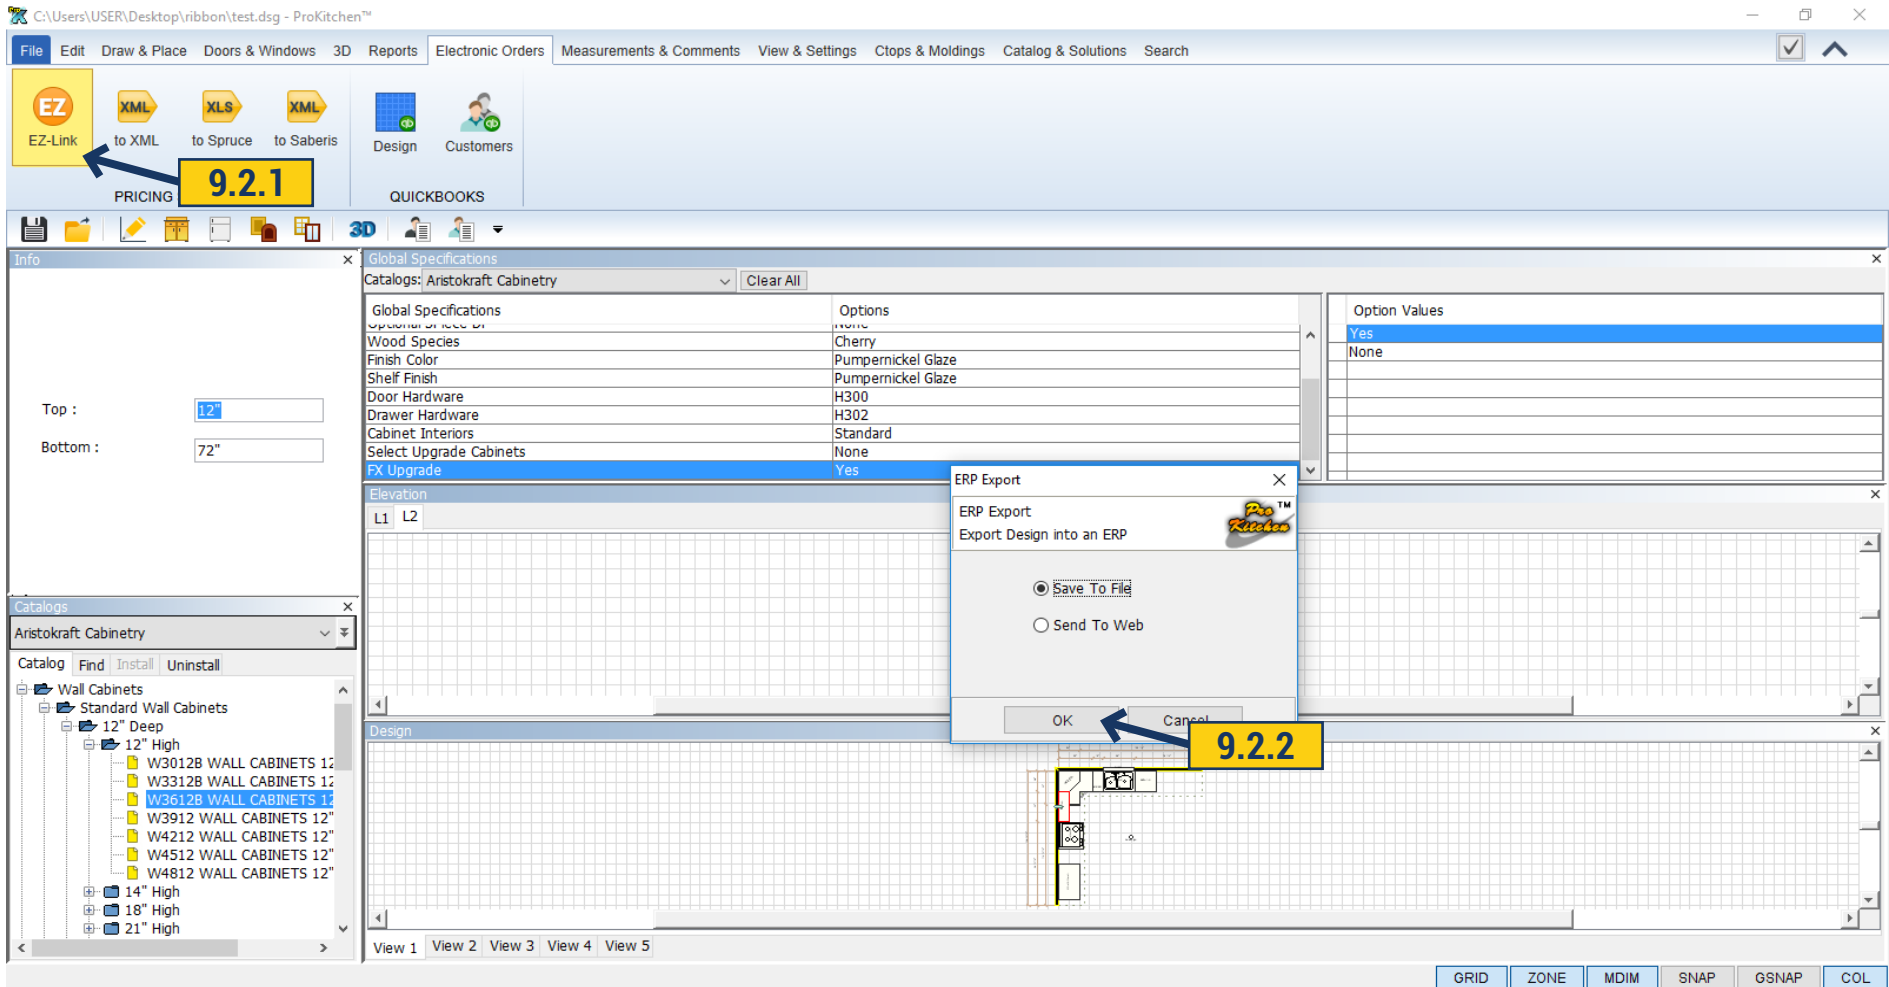 C:\Users\USER\Desktop\ribbon\test.dsg - ProKitchen™
File Edit Draw & Place Doors & Windows 3D Reports Electronic Orders Measurements & Comments View & Settings Ctops & Moldings Catalog & Solutions Search
EZ XML XLS XML
EZ-Link to XML to Spruce to Saberis Design Customers
9.2.1
PRICING QUICKBOOKS
3D
Info
Top : 12"
Bottom : 72"
Global Specifications
Catalogs: Aristokraft Cabinetry Clear All
Global Specifications Options Option Values
Yes
None
Wood Species Cherry
Finish Color Pumpernickel Glaze
Shelf Finish Pumpernickel Glaze
Door Hardware H300
Drawer Hardware H302
Cabinet Interiors Standard
Select Upgrade Cabinets None
FX Upgrade Yes
Elevation
L1 L2
ERP Export
ERP Export
Export Design into an ERP
Pro Kitchen ™
Save To File
Send To Web
OK Cancel
9.2.2
Catalogs
Aristokraft Cabinetry
Catalog Find Install Uninstall
Wall Cabinets
Standard Wall Cabinets
12" Deep
12" High
W3012B WALL CABINETS 12
W3312B WALL CABINETS 12
W3612B WALL CABINETS 12
W3912 WALL CABINETS 12"
W4212 WALL CABINETS 12"
W4512 WALL CABINETS 12"
W4812 WALL CABINETS 12"
14" High
18" High
21" High
Design
View 1 View 2 View 3 View 4 View 5
GRID ZONE MDIM SNAP GSNAP COL